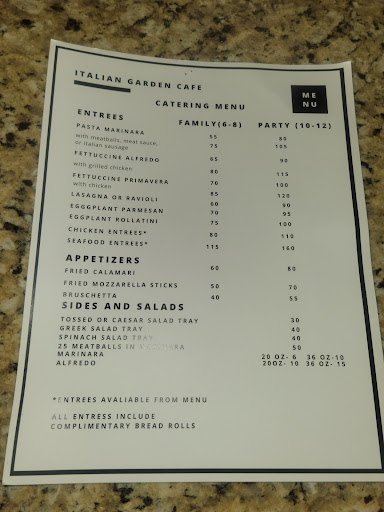 ITALIAN GARDEN CAFE
ME
NU
CATERING MENU
ENTREES FAMILY(6-8) PARTY (10-12)
PASTA MARINARA 55 80
with meatballs, meat sauce, 75 105
or italian sausage
FETTUCCINE ALFREDO 65 90
with grilled chicken 80 115
FETTUCCINE PRIMAVERA 70 100
with chicken 85 120
LASAGNA OR RAVIOLI 60 90
EGGGPLANT PARMESAN 70 95
EGGPLANT ROLLATINI 75 100
CHICKEN ENTREES* 80 110
SEAFOOD ENTREES* 115 160
APPETIZERS
FRIED CALAMARI 60 80
FRIED MOZZARELLA STICKS 50 70
BRUSCHETTA 40 55
SIDES AND SALADS
TOSSED OR CAESAR SALAD TRAY 30
GREEK SALAD TRAY 40
SPINACH SALAD TRAY 40
25 MEATBALLS IN MARINARA 50
MARINARA 20 OZ- 6 36 OZ-10
ALFREDO 20OZ- 10 36 OZ- 15
*ENTREES AVALIABLE FROM MENU
ALL ENTRESS INCLUDE
COMPLIMENTARY BREAD ROLLS